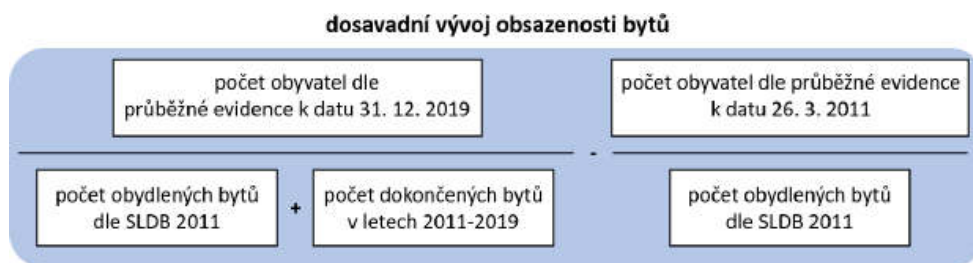 dosavadní vývoj obsazenosti bytů
počet obyvatel dle
průběžné evidence k datu 31. 12. 2019
počet obyvatel dle průběžné evidence
k datu 26. 3. 2011
-
počet obydlených bytů
dle SLDB 2011
+
počet dokončených bytů
v letech 2011-2019
počet obydlených bytů
dle SLDB 2011